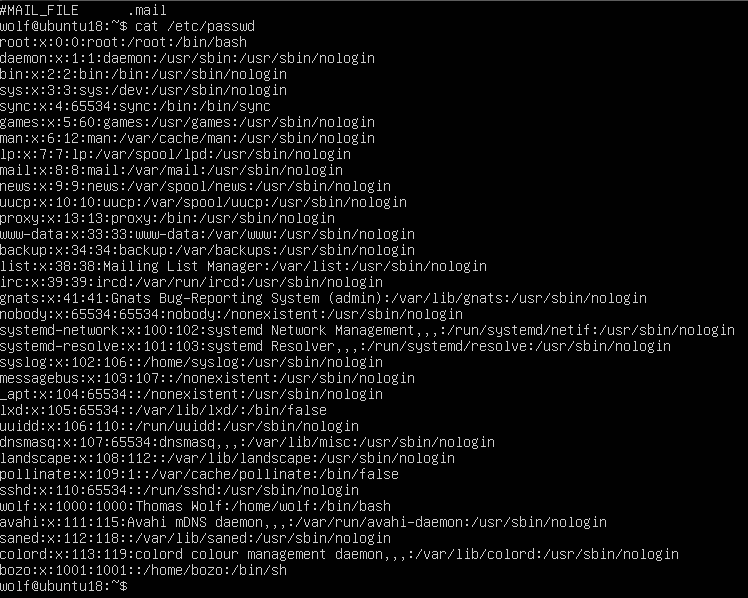 #MAIL_FILE      .mail
wolf@ubuntu18:~$ cat /etc/passwd
root:x:0:0:root:/root:/bin/bash
daemon:x:1:1:daemon:/usr/sbin:/usr/sbin/nologin
bin:x:2:2:bin:/bin:/usr/sbin/nologin
sys:x:3:3:sys:/dev:/usr/sbin/nologin
sync:x:4:65534:sync:/bin:/bin/sync
games:x:5:60:games:/usr/games:/usr/sbin/nologin
man:x:6:12:man:/var/cache/man:/usr/sbin/nologin
lp:x:7:7:lp:/var/spool/lpd:/usr/sbin/nologin
mail:x:8:8:mail:/var/mail:/usr/sbin/nologin
news:x:9:9:news:/var/spool/news:/usr/sbin/nologin
uucp:x:10:10:uucp:/var/spool/uucp:/usr/sbin/nologin
proxy:x:13:13:proxy:/bin:/usr/sbin/nologin
www-data:x:33:33:www-data:/var/www:/usr/sbin/nologin
backup:x:34:34:backup:/var/backups:/usr/sbin/nologin
list:x:38:38:Mailing List Manager:/var/list:/usr/sbin/nologin
irc:x:39:39:ircd:/var/run/ircd:/usr/sbin/nologin
gnats:x:41:41:Gnats Bug-Reporting System (admin):/var/lib/gnats:/usr/sbin/nologin
nobody:x:65534:65534:nobody:/nonexistent:/usr/sbin/nologin
systemd-network:x:100:102:systemd Network Management,,,:/run/systemd/netif:/usr/sbin/nologin
systemd-resolve:x:101:103:systemd Resolver,,,:/run/systemd/resolve:/usr/sbin/nologin
syslog:x:102:106::/home/syslog:/usr/sbin/nologin
messagebus:x:103:107::/nonexistent:/usr/sbin/nologin
_apt:x:104:65534::/nonexistent:/usr/sbin/nologin
lxd:x:105:65534::/var/lib/lxd/:/bin/false
uuidd:x:106:110::/run/uuidd:/usr/sbin/nologin
dnsmasq:x:107:65534:dnsmasq,,,:/var/lib/misc:/usr/sbin/nologin
landscape:x:108:112::/var/lib/landscape:/usr/sbin/nologin
pollinate:x:109:1::/var/cache/pollinate:/bin/false
sshd:x:110:65534::/run/sshd:/usr/sbin/nologin
wolf:x:1000:1000:Thomas Wolf:/home/wolf:/bin/bash
avahi:x:111:115:Avahi mDNS daemon,,,:/var/run/avahi-daemon:/usr/sbin/nologin
saned:x:112:118::/var/lib/saned:/usr/sbin/nologin
colord:x:113:119:colord colour management daemon,,,:/var/lib/colord:/usr/sbin/nologin
bozo:x:1001:1001::/home/bozo:/bin/sh
wolf@ubuntu18:~$